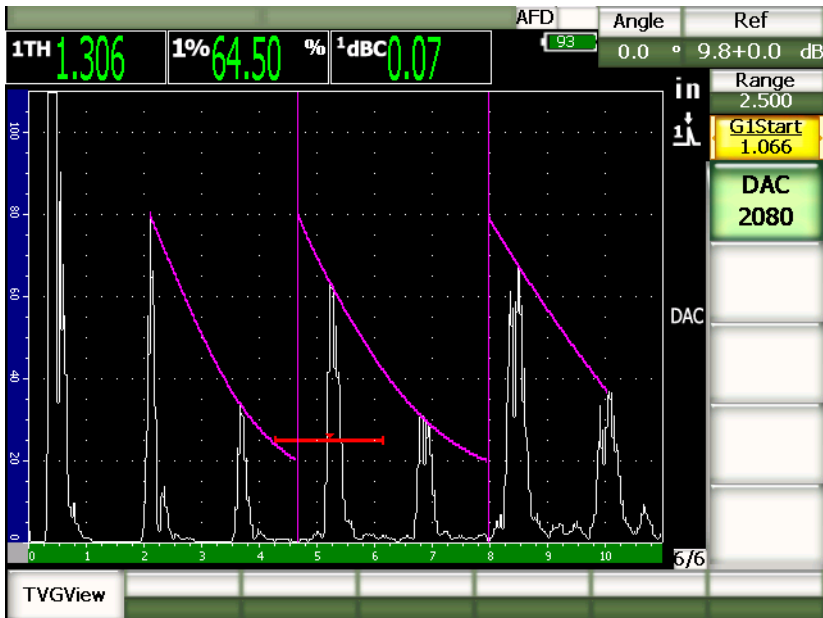 AFD Angle Ref
1TH 1.306 1% 64.50 % 1dBC 0.07 93 0.0 ° 9.8+0.0 dB
in Range
2.500
1 G1Start
1.066
DAC
2080
DAC
100
80
60
40
20
0
0 1 2 3 4 5 6 7 8 9 10 6/6
TVGView